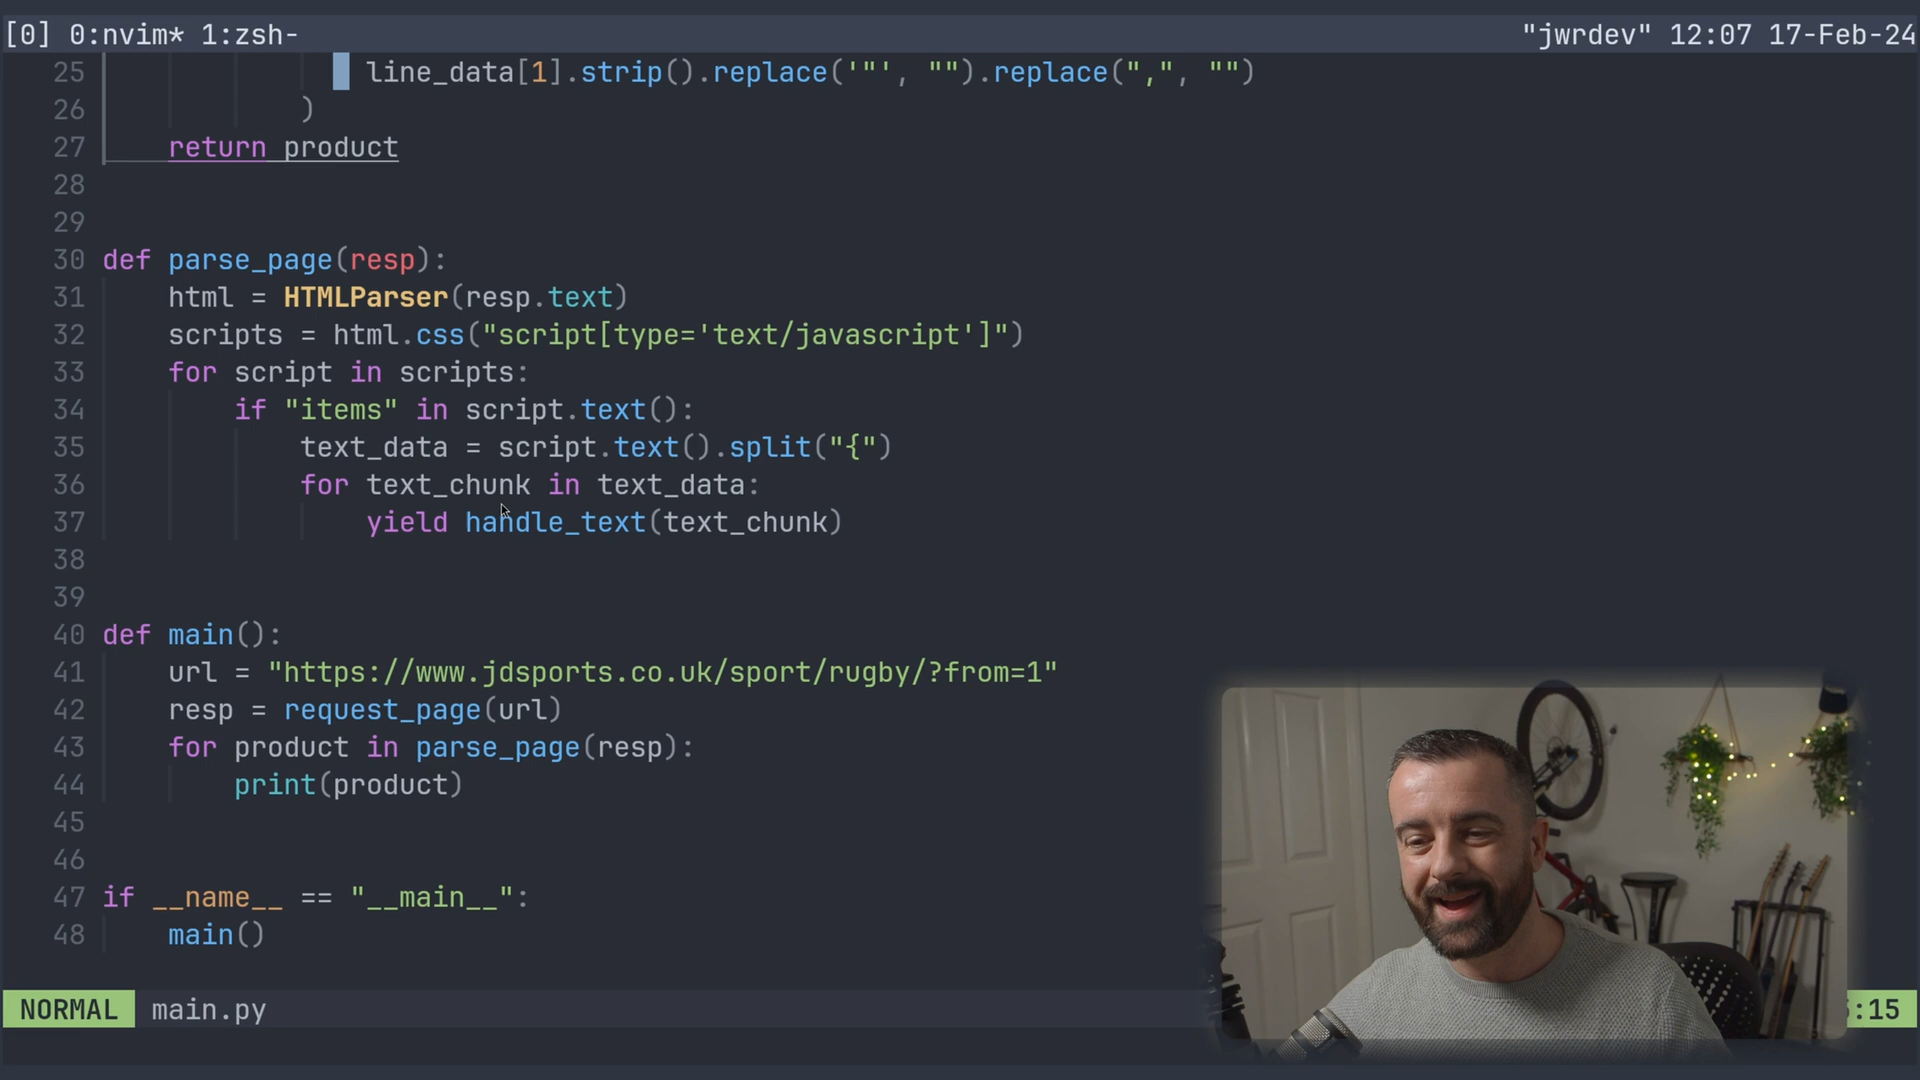 [0] 0:nvim* 1:zsh- "jwrdev" 12:07 17-Feb-24
25 line_data[1].strip().replace('"', "").replace(",", "")
26 )
27 return product
28
29
30 def parse_page(resp):
31 html = HTMLParser(resp.text)
32 scripts = html.css("script[type='text/javascript']")
33 for script in scripts:
34 if "items" in script.text():
35 text_data = script.text().split("{")
36 for text_chunk in text_data:
37 yield handle_text(text_chunk)
38
39
40 def main():
41 url = "https://www.jdsports.co.uk/sport/rugby/?from=1"
42 resp = request_page(url)
43 for product in parse_page(resp):
44 print(product)
45
46
47 if __name__ == "__main__":
48 main()
NORMAL main.py :15